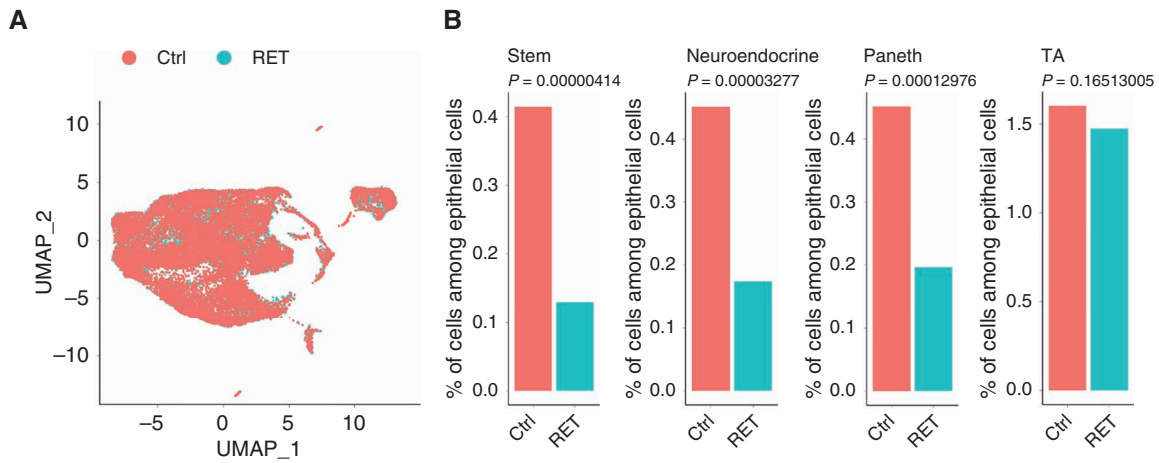 A
Ctrl RET
10
5
0
−5
−10
UMAP_2
−5 0 5 10
UMAP_1
B
Stem
P = 0.00000414
% of cells among epithelial cells
0.4
0.3
0.2
0.1
0.0
Ctrl RET
Neuroendocrine
P = 0.00003277
% of cells among epithelial cells
0.4
0.3
0.2
0.1
0.0
Ctrl RET
Paneth
P = 0.00012976
% of cells among epithelial cells
0.4
0.3
0.2
0.1
0.0
Ctrl RET
TA
P = 0.16513005
% of cells among epithelial cells
1.5
1.0
0.5
0.0
Ctrl RET